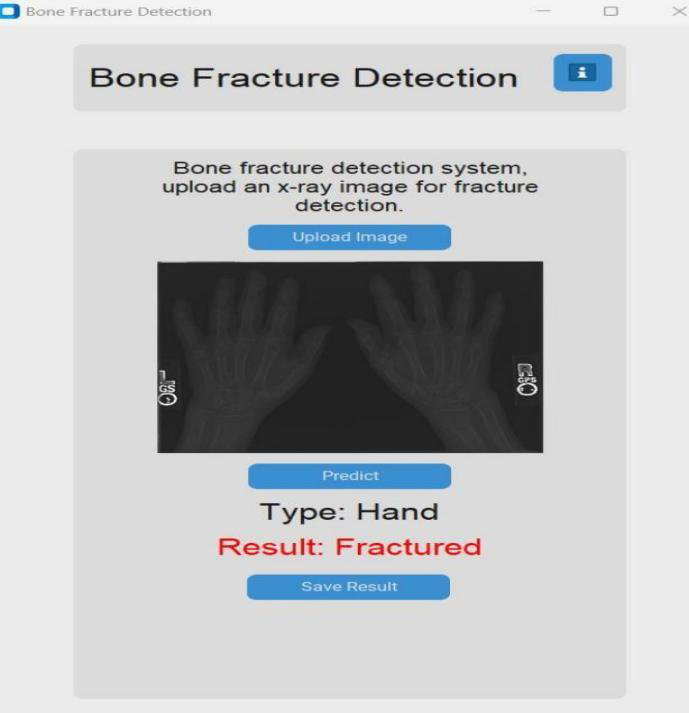 Bone Fracture Detection
Bone Fracture Detection
i
Bone fracture detection system,
upload an x-ray image for fracture
detection.
Upload Image
L
GS
R
GPS
Predict
Type: Hand
Result: Fractured
Save Result